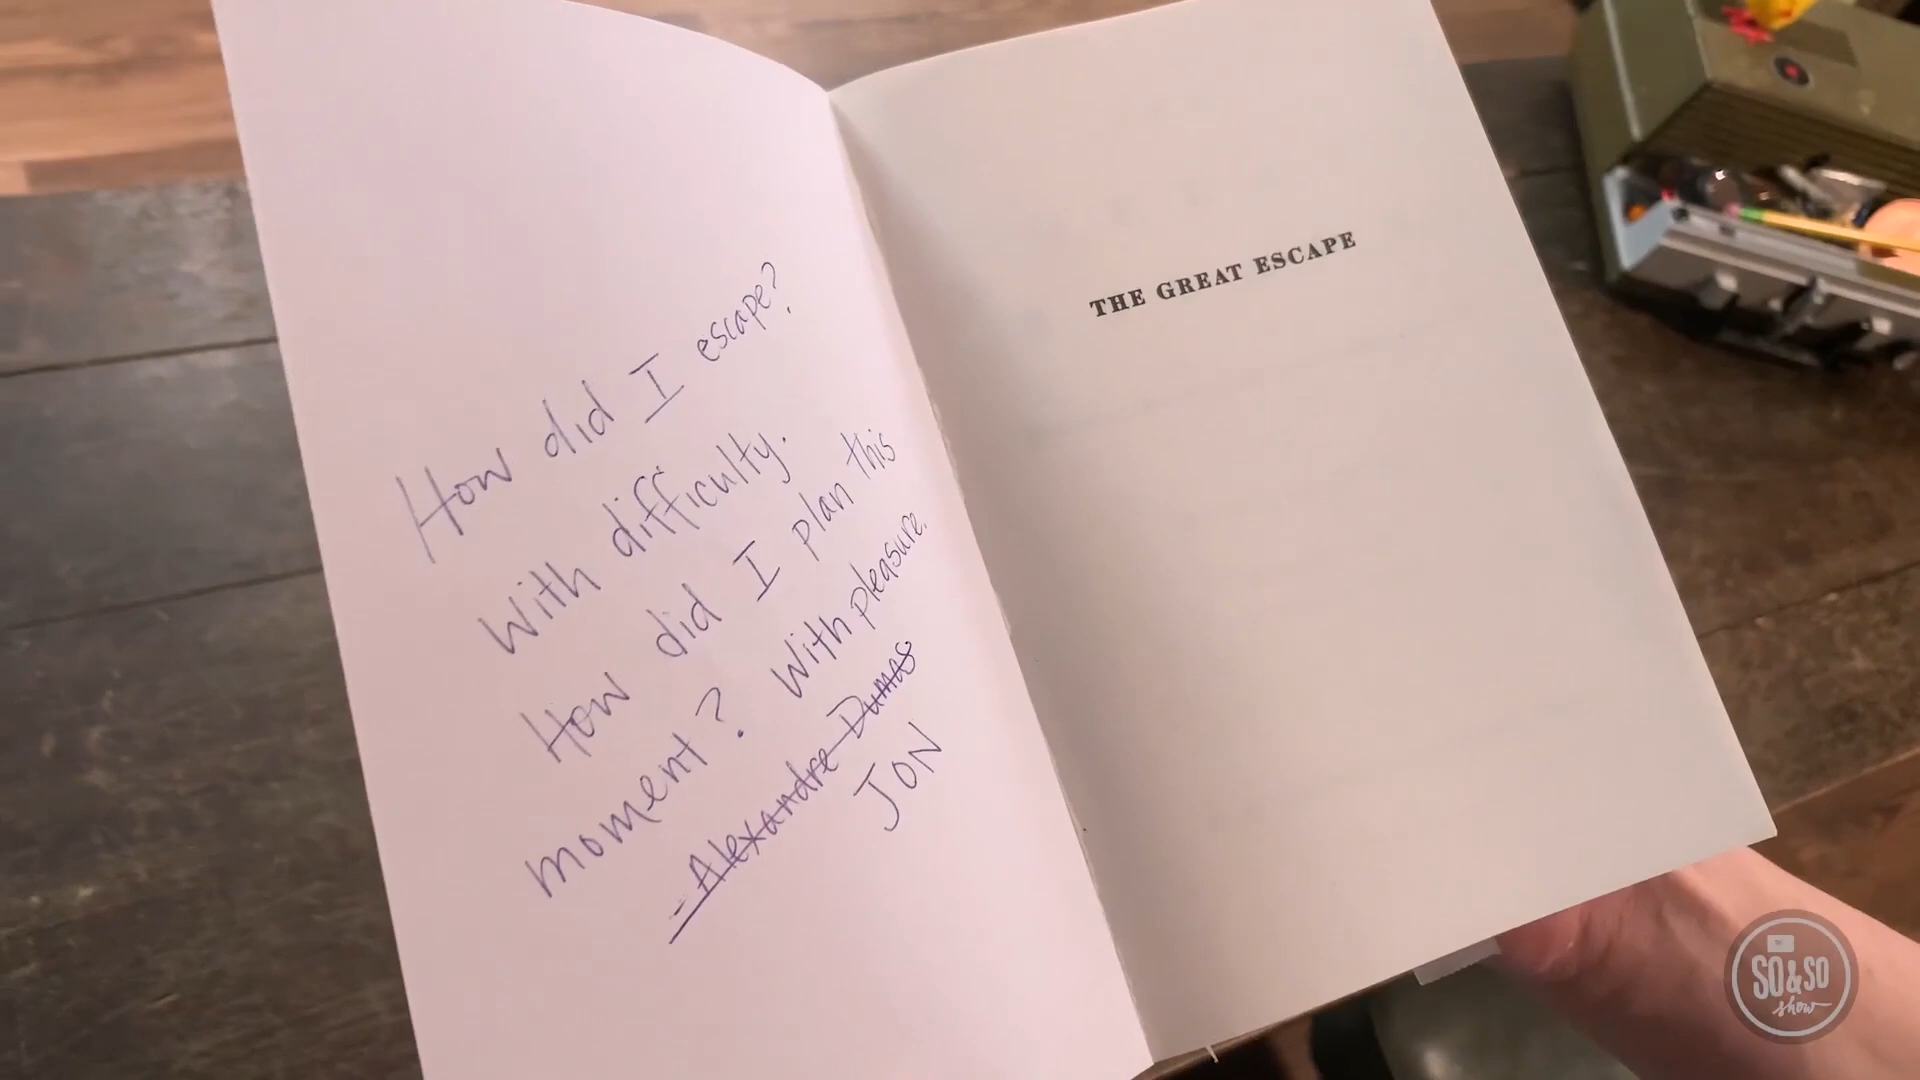 How did I escape?
With difficulty.
How did I plan this
moment? With pleasure.
- Alexandre Dumas
JON
THE GREAT ESCAPE
SO & SO
show